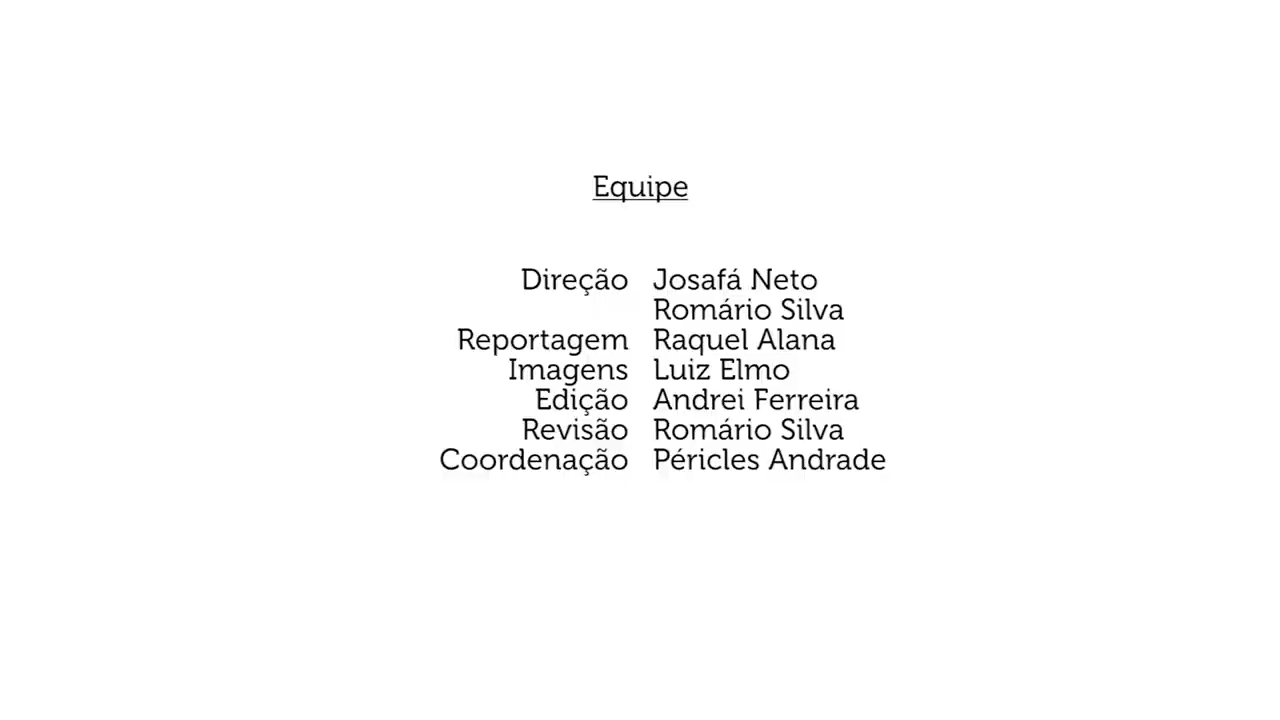 Equipe
Direção Josafá Neto
Romário Silva
Reportagem Raquel Alana
Imagens Luiz Elmo
Edição Andrei Ferreira
Revisão Romário Silva
Coordenação Péricles Andrade